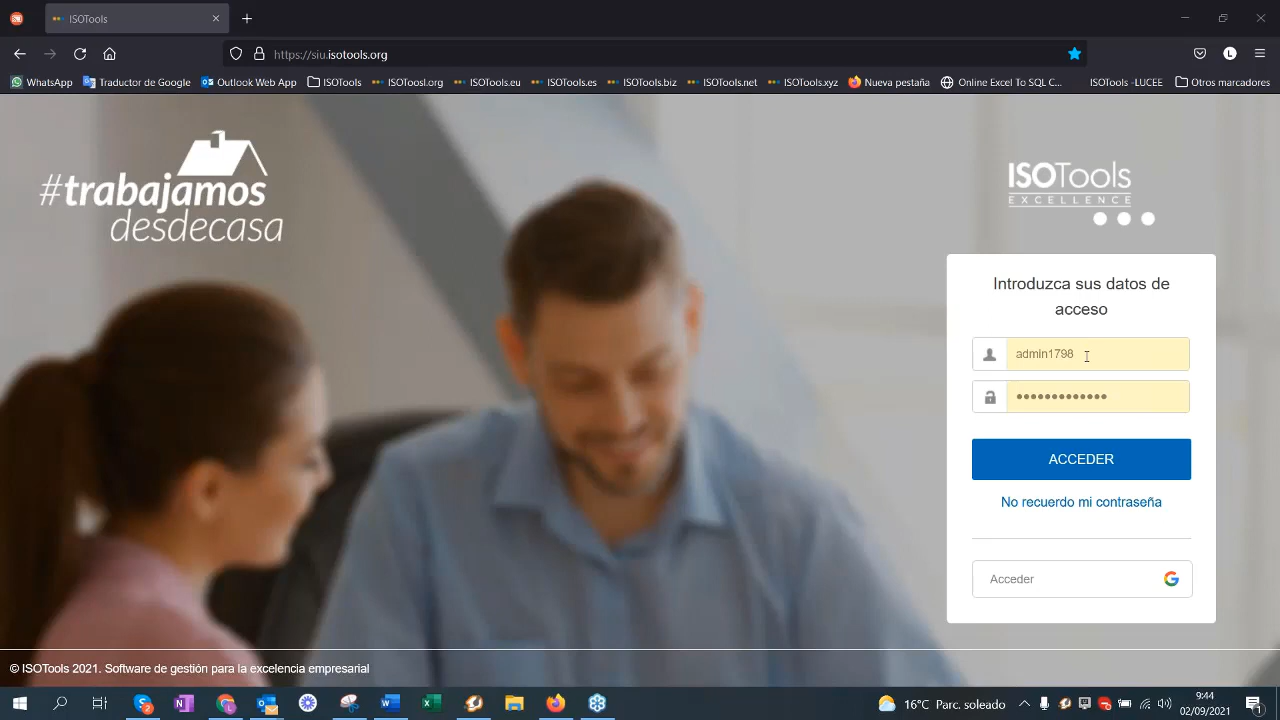 ISOTools
https://siu.isotools.org
WhatsApp Traductor de Google Outlook Web App ISOTools ISOTools.org ISOTools.eu ISOTools.es ISOTools.biz ISOTools.net ISOTools.xyz Nueva pestaña Online Excel To SQL C... ISOTools -LUCEE Otros marcadores
#trabajamos
desdecasa
ISOTools
EXCELLENCE
Introduzca sus datos de
acceso
admin1798
ACCEDER
No recuerdo mi contraseña
Acceder
© ISOTools 2021. Software de gestión para la excelencia empresarial
16°C Parc. soleado
9:44
02/09/2021